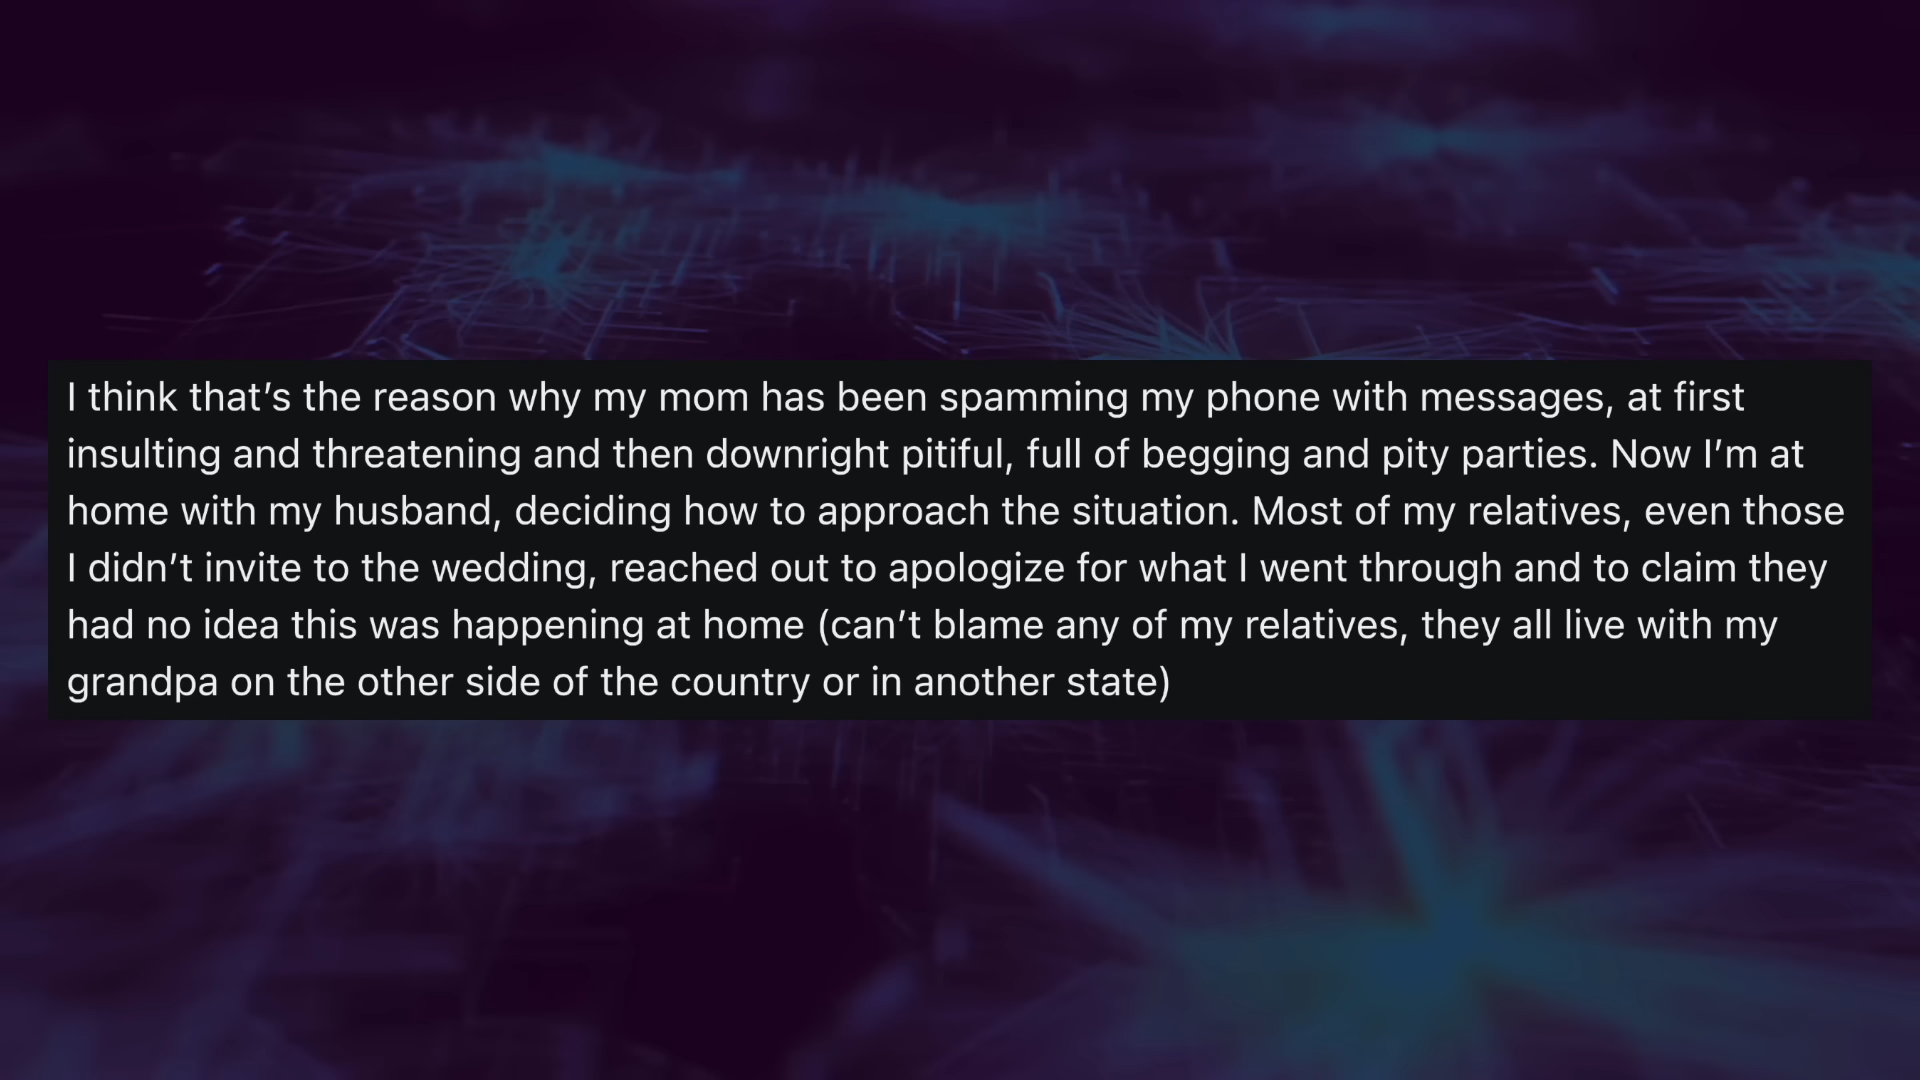 I think that’s the reason why my mom has been spamming my phone with messages, at first
insulting and threatening and then downright pitiful, full of begging and pity parties. Now I’m at
home with my husband, deciding how to approach the situation. Most of my relatives, even those
I didn’t invite to the wedding, reached out to apologize for what I went through and to claim they
had no idea this was happening at home (can’t blame any of my relatives, they all live with my
grandpa on the other side of the country or in another state)